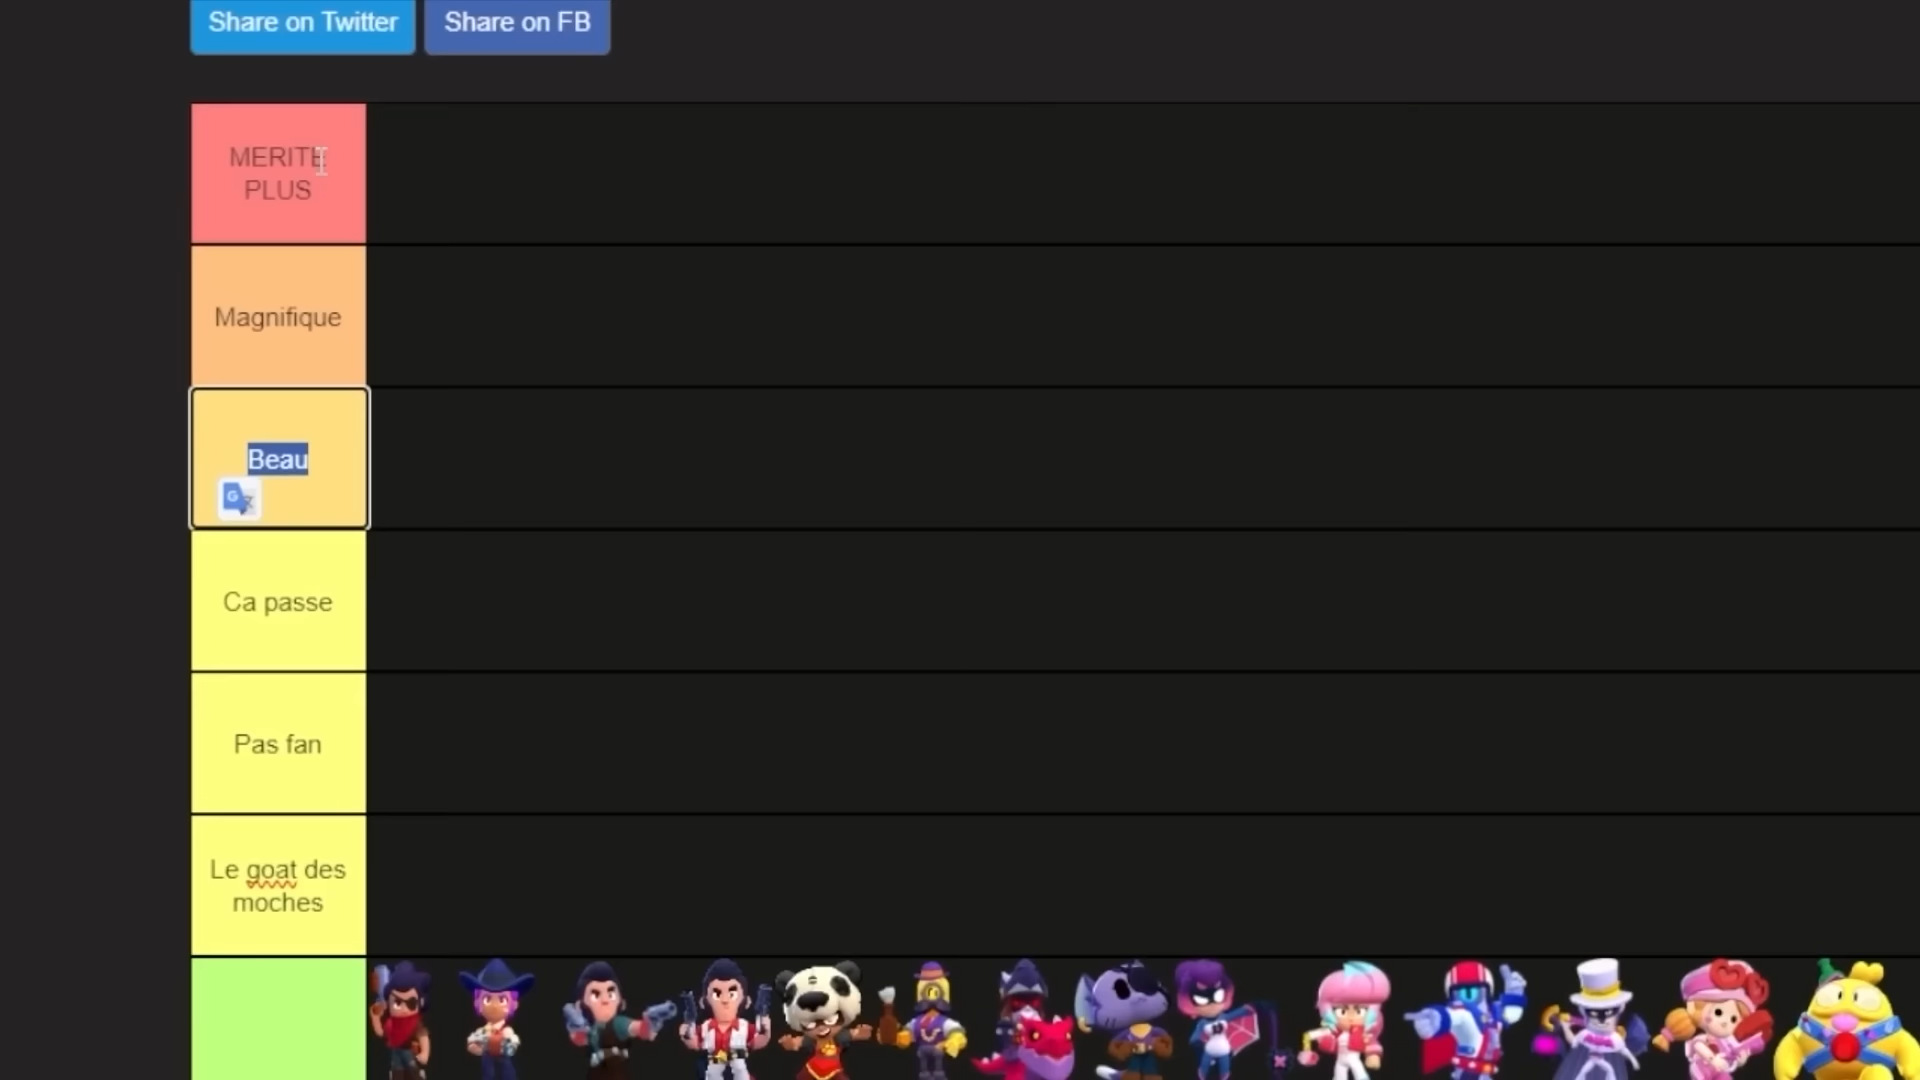 Share on Twitter
Share on FB
MERITE
PLUS
Magnifique
Beau
Ca passe
Pas fan
Le goat des
moches